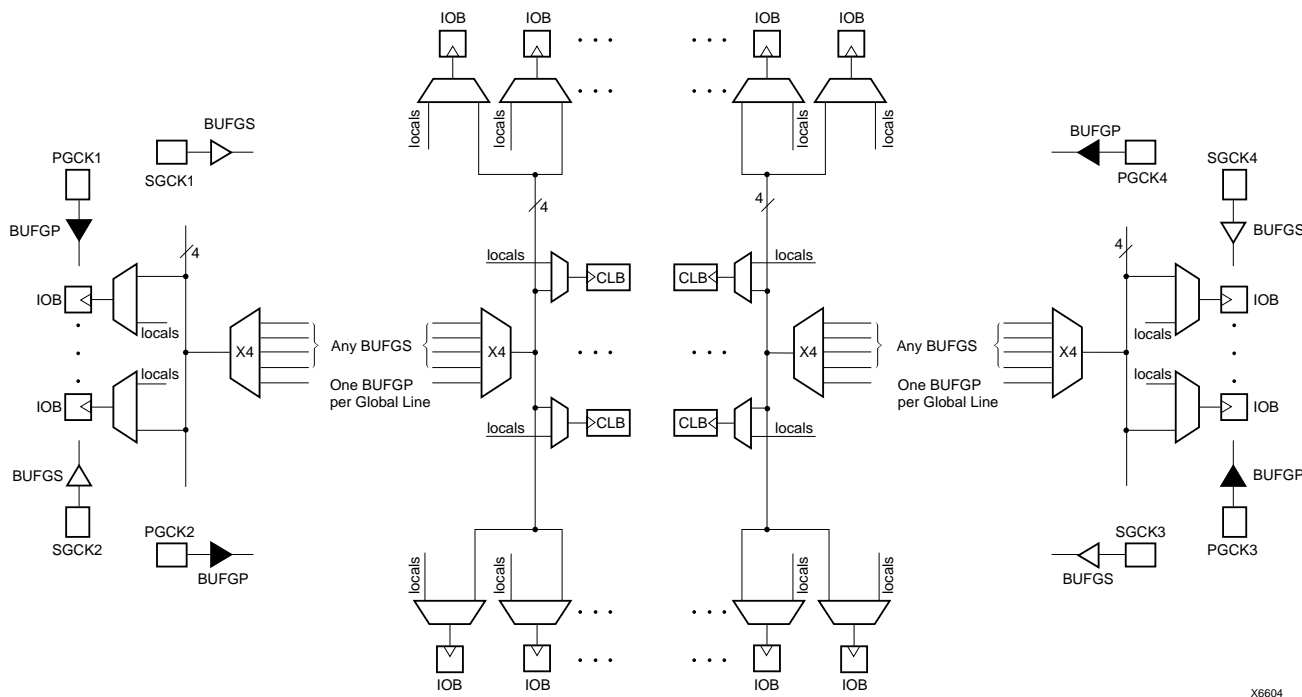 IOB IOB IOB IOB
• • • • • •
• • • • • •
locals locals locals locals
BUFGS
SGCK1
PGCK1
BUFGP
BUFGP
PGCK4
SGCK4
BUFGS
4 4 4 4
locals CLB CLB locals
IOB locals
locals IOB
X4 Any BUFGS X4 • • • • • • X4 Any BUFGS X4
One BUFGP
per Global Line
One BUFGP
per Global Line
IOB locals
locals IOB
locals CLB CLB locals
BUFGS
SGCK2
PGCK2
BUFGP
SGCK3
BUFGS
BUFGP
PGCK3
locals locals locals locals
• • • • • •
• • • • • •
IOB IOB IOB IOB
X6604